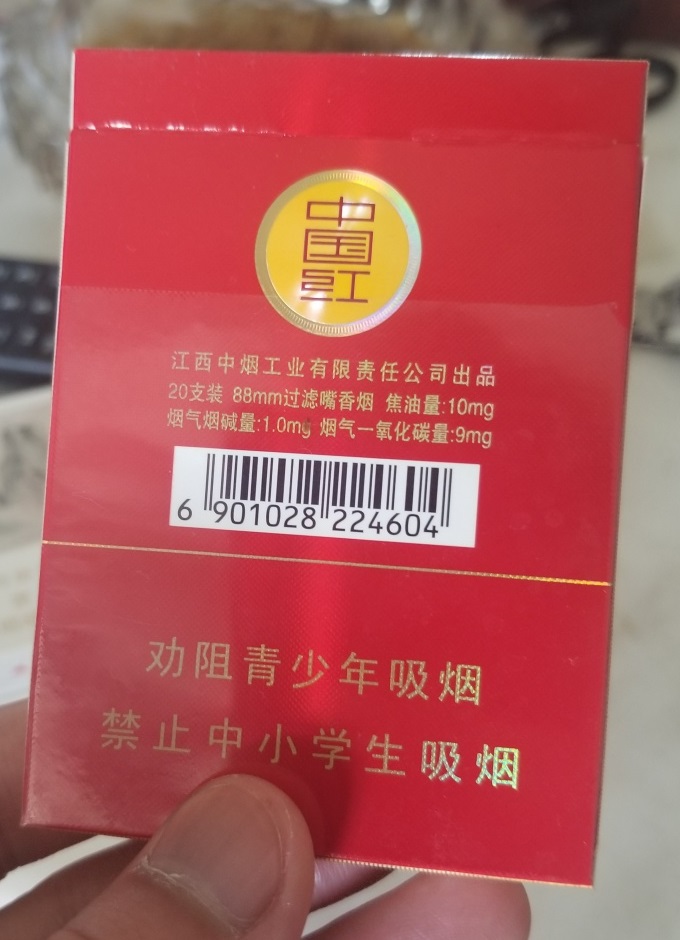 中
国
红
江西中烟工业有限责任公司出品
20支装 88mm过滤嘴香烟 焦油量:10mg
烟气烟碱量:1.0mg 烟气一氧化碳量:9mg
6 901028 224604
劝阻青少年吸烟
禁止中小学生吸烟